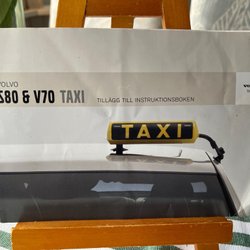 VOLVO
S80 & V70 TAXI
TILLÄGG TILL INSTRUKTIONSBOKEN
TAXI